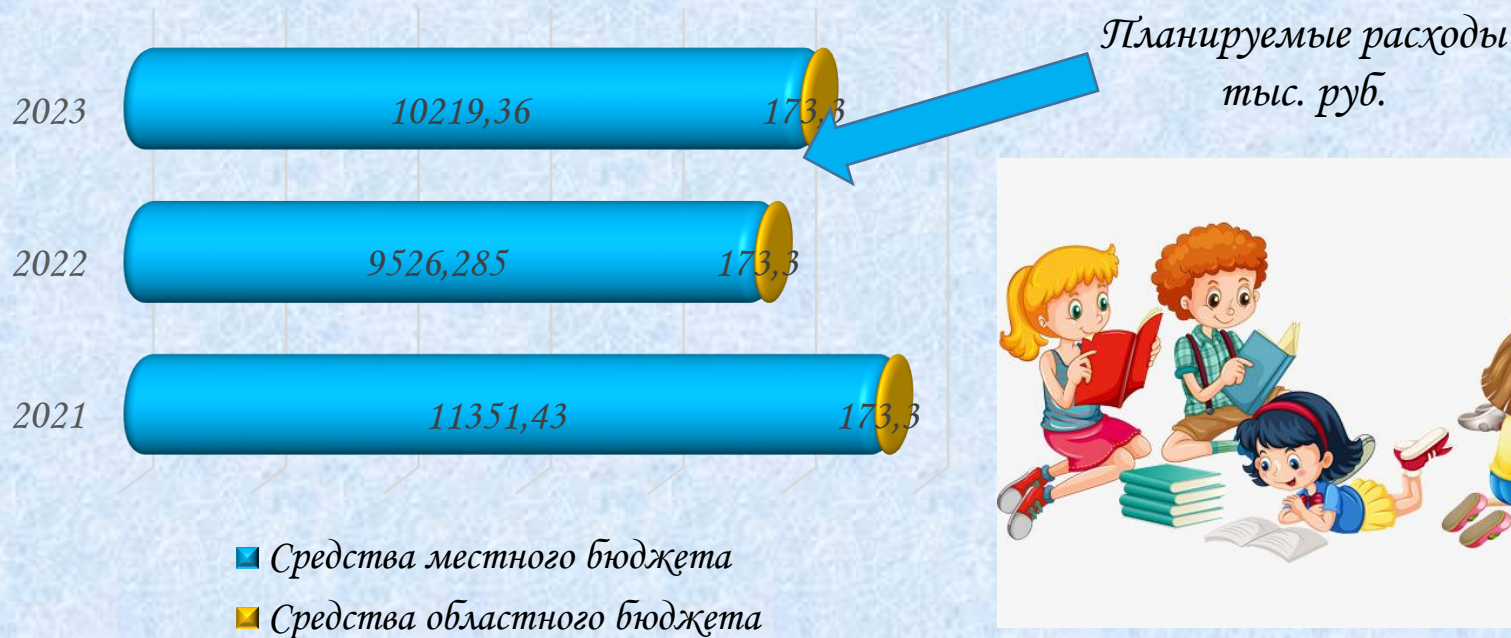 Планируемые расходы
тыс. руб.
2023
10219,36
173,3
2022
9526,285
173,3
2021
11351,43
173,3
Средства местного бюджета
Средства областного бюджета